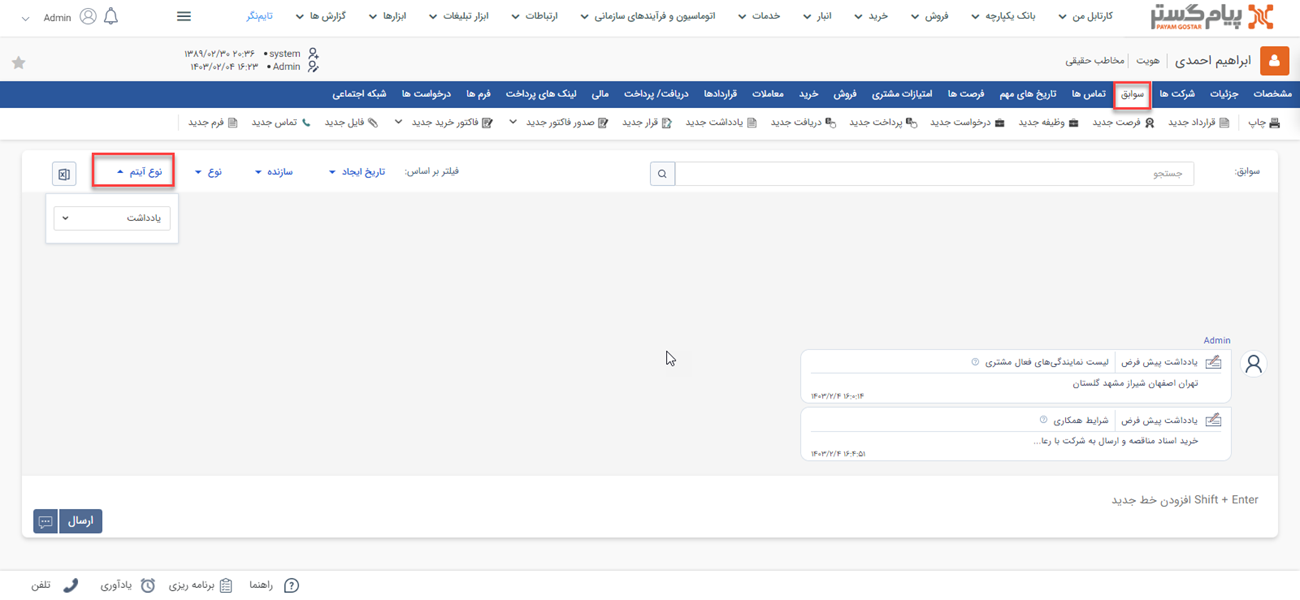 پیام‌گستر کارتابل من بانک یکپارچه فروش خرید انبار خدمات اتوماسیون و فرآیندهای سازمانی ارتباطات ابزار تبلیغات ابزارها گزارش ها تایم‌نگر Admin
PAYAM GOSTAR
ابراهیم احمدی هویت مخاطب حقیقی
system • ۱۳۸۹/۰۲/۳۰ ۲۰:۳۶
Admin • ۱۴۰۳/۰۲/۰۴ ۱۶:۲۳
مشخصات جزئیات شرکت ها سوابق تماس ها تاریخ های مهم فرصت ها امتیازات مشتری فروش خرید معاملات قراردادها دریافت/ پرداخت مالی لینک های پرداخت فرم ها درخواست ها شبکه اجتماعی
چاپ قرارداد جدید فرصت جدید وظیفه جدید درخواست جدید پرداخت جدید دریافت جدید یادداشت جدید قرار جدید صدور فاکتور جدید فاکتور خرید جدید فایل جدید تماس جدید فرم جدید
سوابق: جستجو فیلتر بر اساس: تاریخ ایجاد سازنده نوع نوع آیتم
یادداشت
Admin
یادداشت پیش فرض لیست نمایندگی‌های فعال مشتری
تهران اصفهان شیراز مشهد گلستان
۱۴۰۳/۲/۴ ۱۶:۰:۱۴
یادداشت پیش فرض شرایط همکاری
خرید اسناد مناقصه و ارسال به شرکت با رعا...
۱۴۰۳/۲/۴ ۱۶:۴:۵۱
Shift + Enter افزودن خط جدید
ارسال
راهنما برنامه ریزی یادآوری تلفن